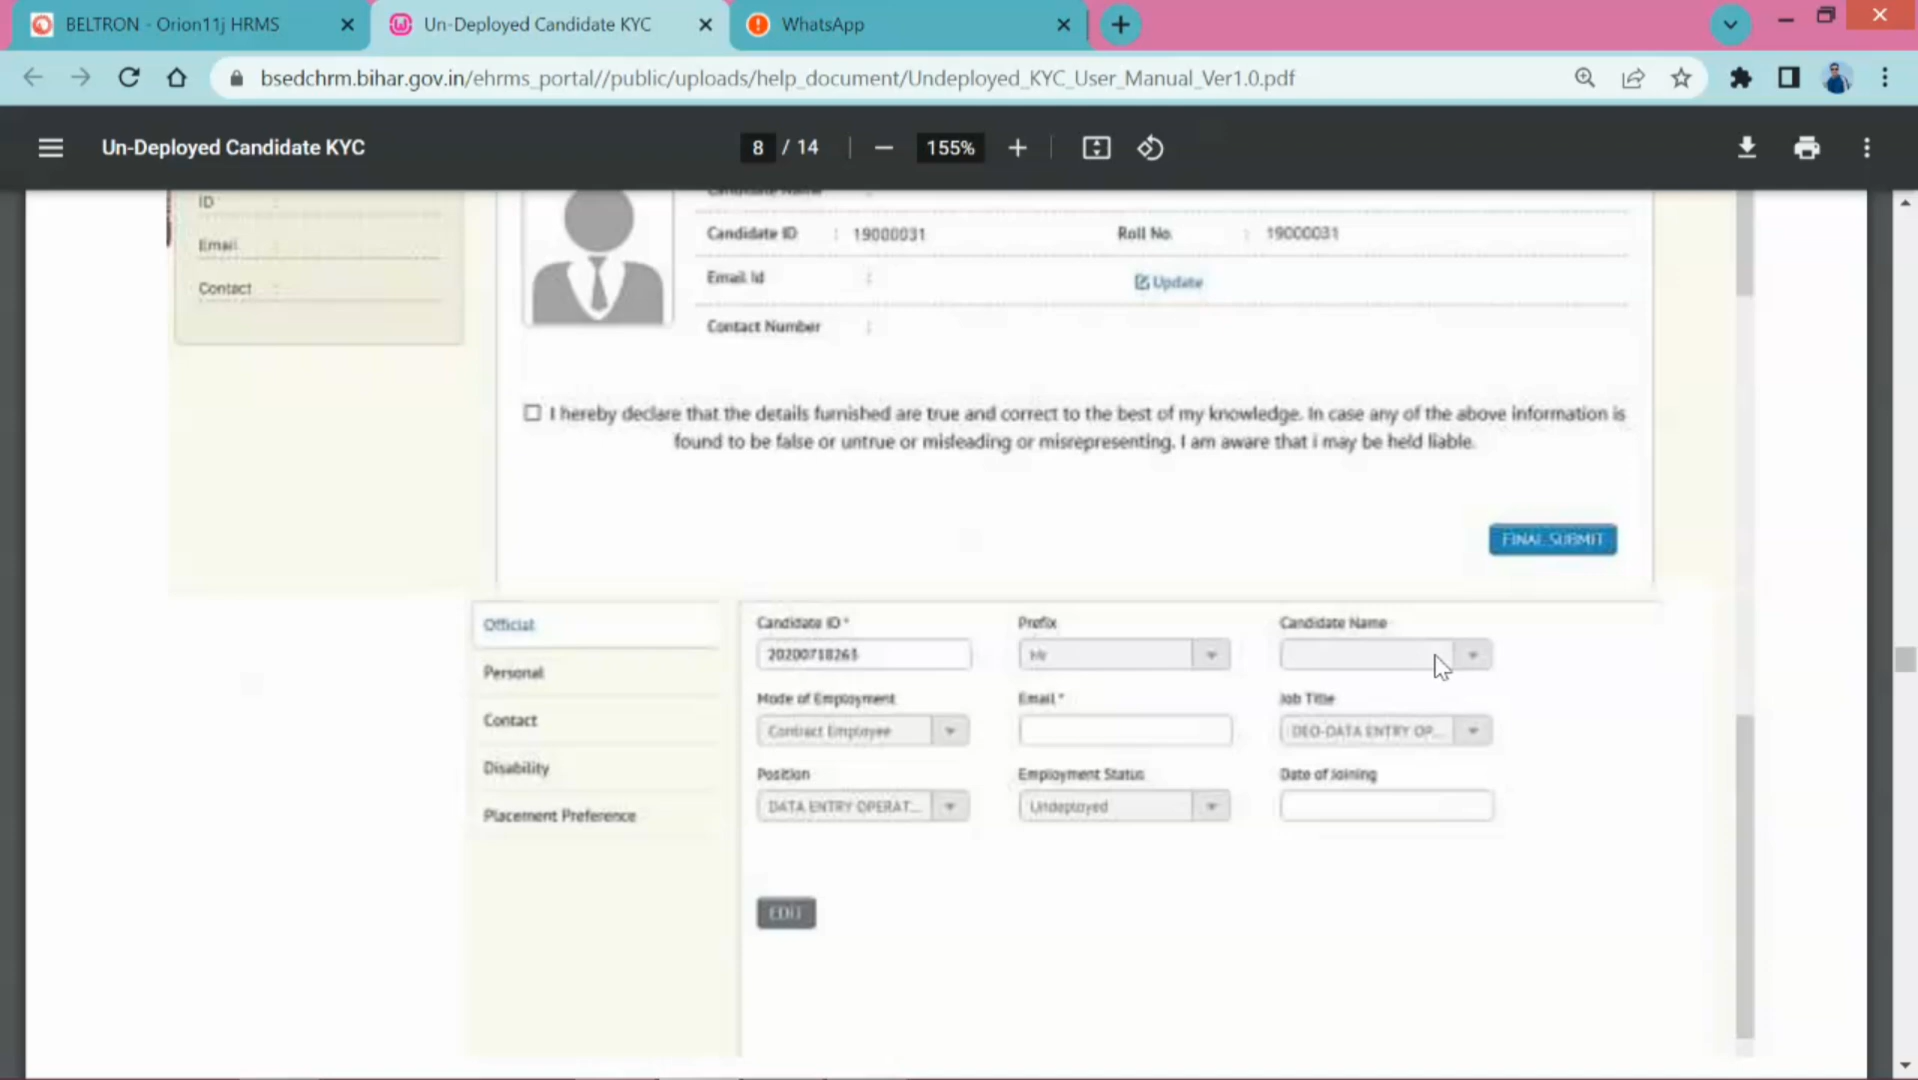 BELTRON - Orion11j HRMS
Un-Deployed Candidate KYC
WhatsApp
bsedchrm.bihar.gov.in/ehrms_portal//public/uploads/help_document/Undeployed_KYC_User_Manual_Ver1.0.pdf
Un-Deployed Candidate KYC
8 / 14
155%
Candidate Name :
ID :
Candidate ID : 19000031 Roll No. : 19000031
Email :
Email Id :
Update
Contact :
Contact Number :
I hereby declare that the details furnished are true and correct to the best of my knowledge. In case any of the above information is
found to be false or untrue or misleading or misrepresenting. I am aware that i may be held liable.
FINAL SUBMIT
Official
Personal
Contact
Disability
Placement Preference
Candidate ID * Prefix Candidate Name
20200718263 Mr
Mode of Employment Email * Job Title
Contract Employee DEO-DATA ENTRY OP...
Position Employment Status Date of Joining
DATA ENTRY OPERAT... Undeployed
EDIT